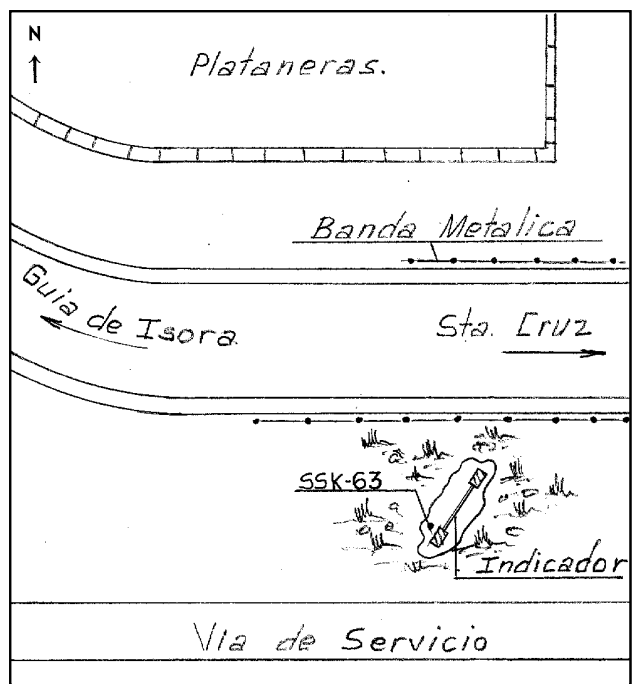 N
Plataneras.
Banda Metalica
Guia de Isora.
Sta. Cruz
SSK-63
Indicador
Via de Servicio